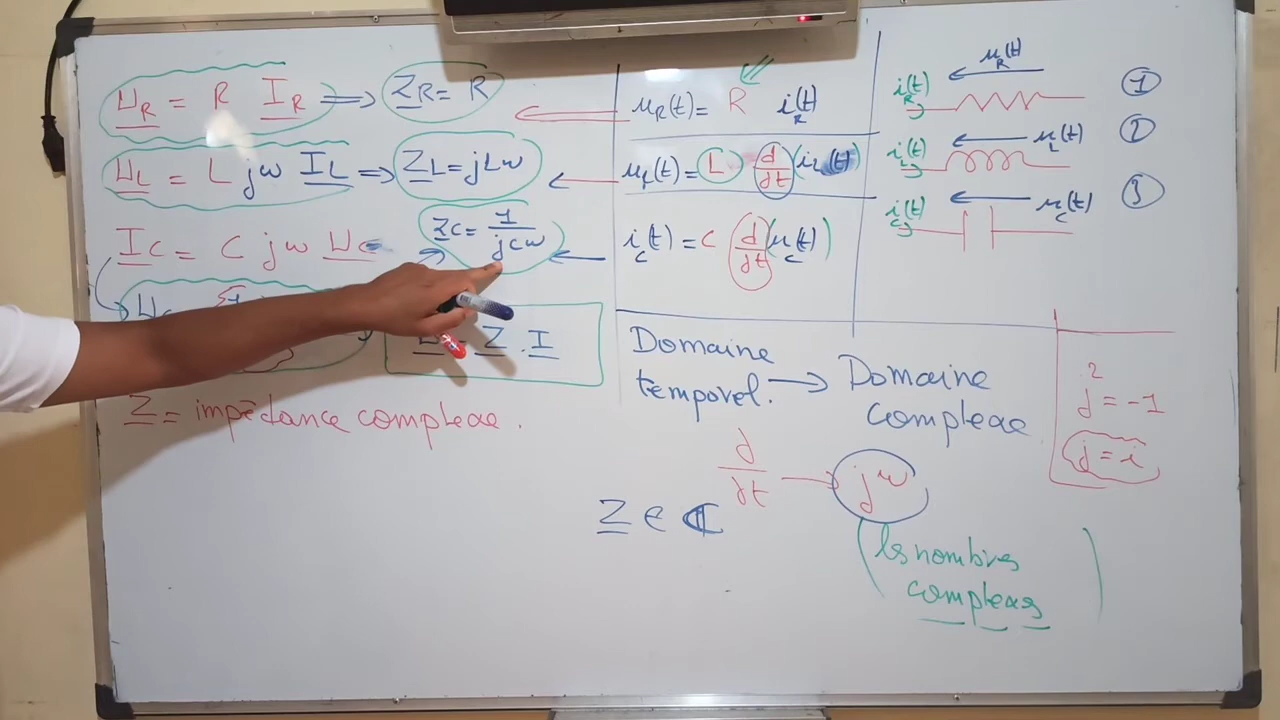 U_R = R I_R ⟹ Z_R = R
U_L = L jω I_L ⟹ Z_L = jLω
I_C = C jω U_C
Z_C = 1/(jCω)
U_C
Z . I
Z = impédance complexe .
u_R(t) = R i_R(t)
u_L(t) = L d/dt (i_L(t))
i_C(t) = C d/dt (u_C(t))
i_R(t) u_R(t) ①
i_L(t) u_L(t) ②
i_C(t) u_C(t) ③
Domaine
temporel. → Domaine
complexe
d/dt → jω
Z ∈ ℂ
(les nombres
complexes)
j² = -1
j = i